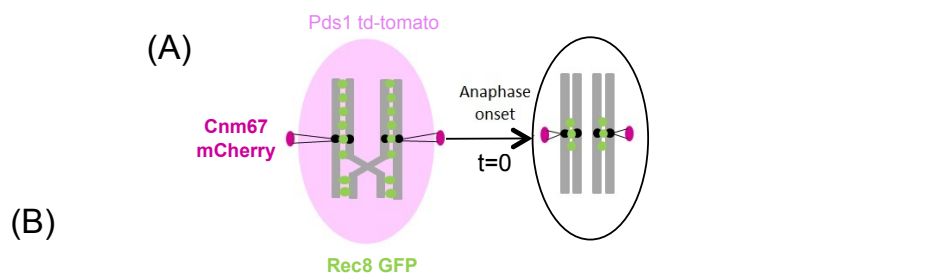 Pds1 td-tomato
(A)
Anaphase
onset
Cnm67
mCherry
t=0
(B)
Rec8 GFP